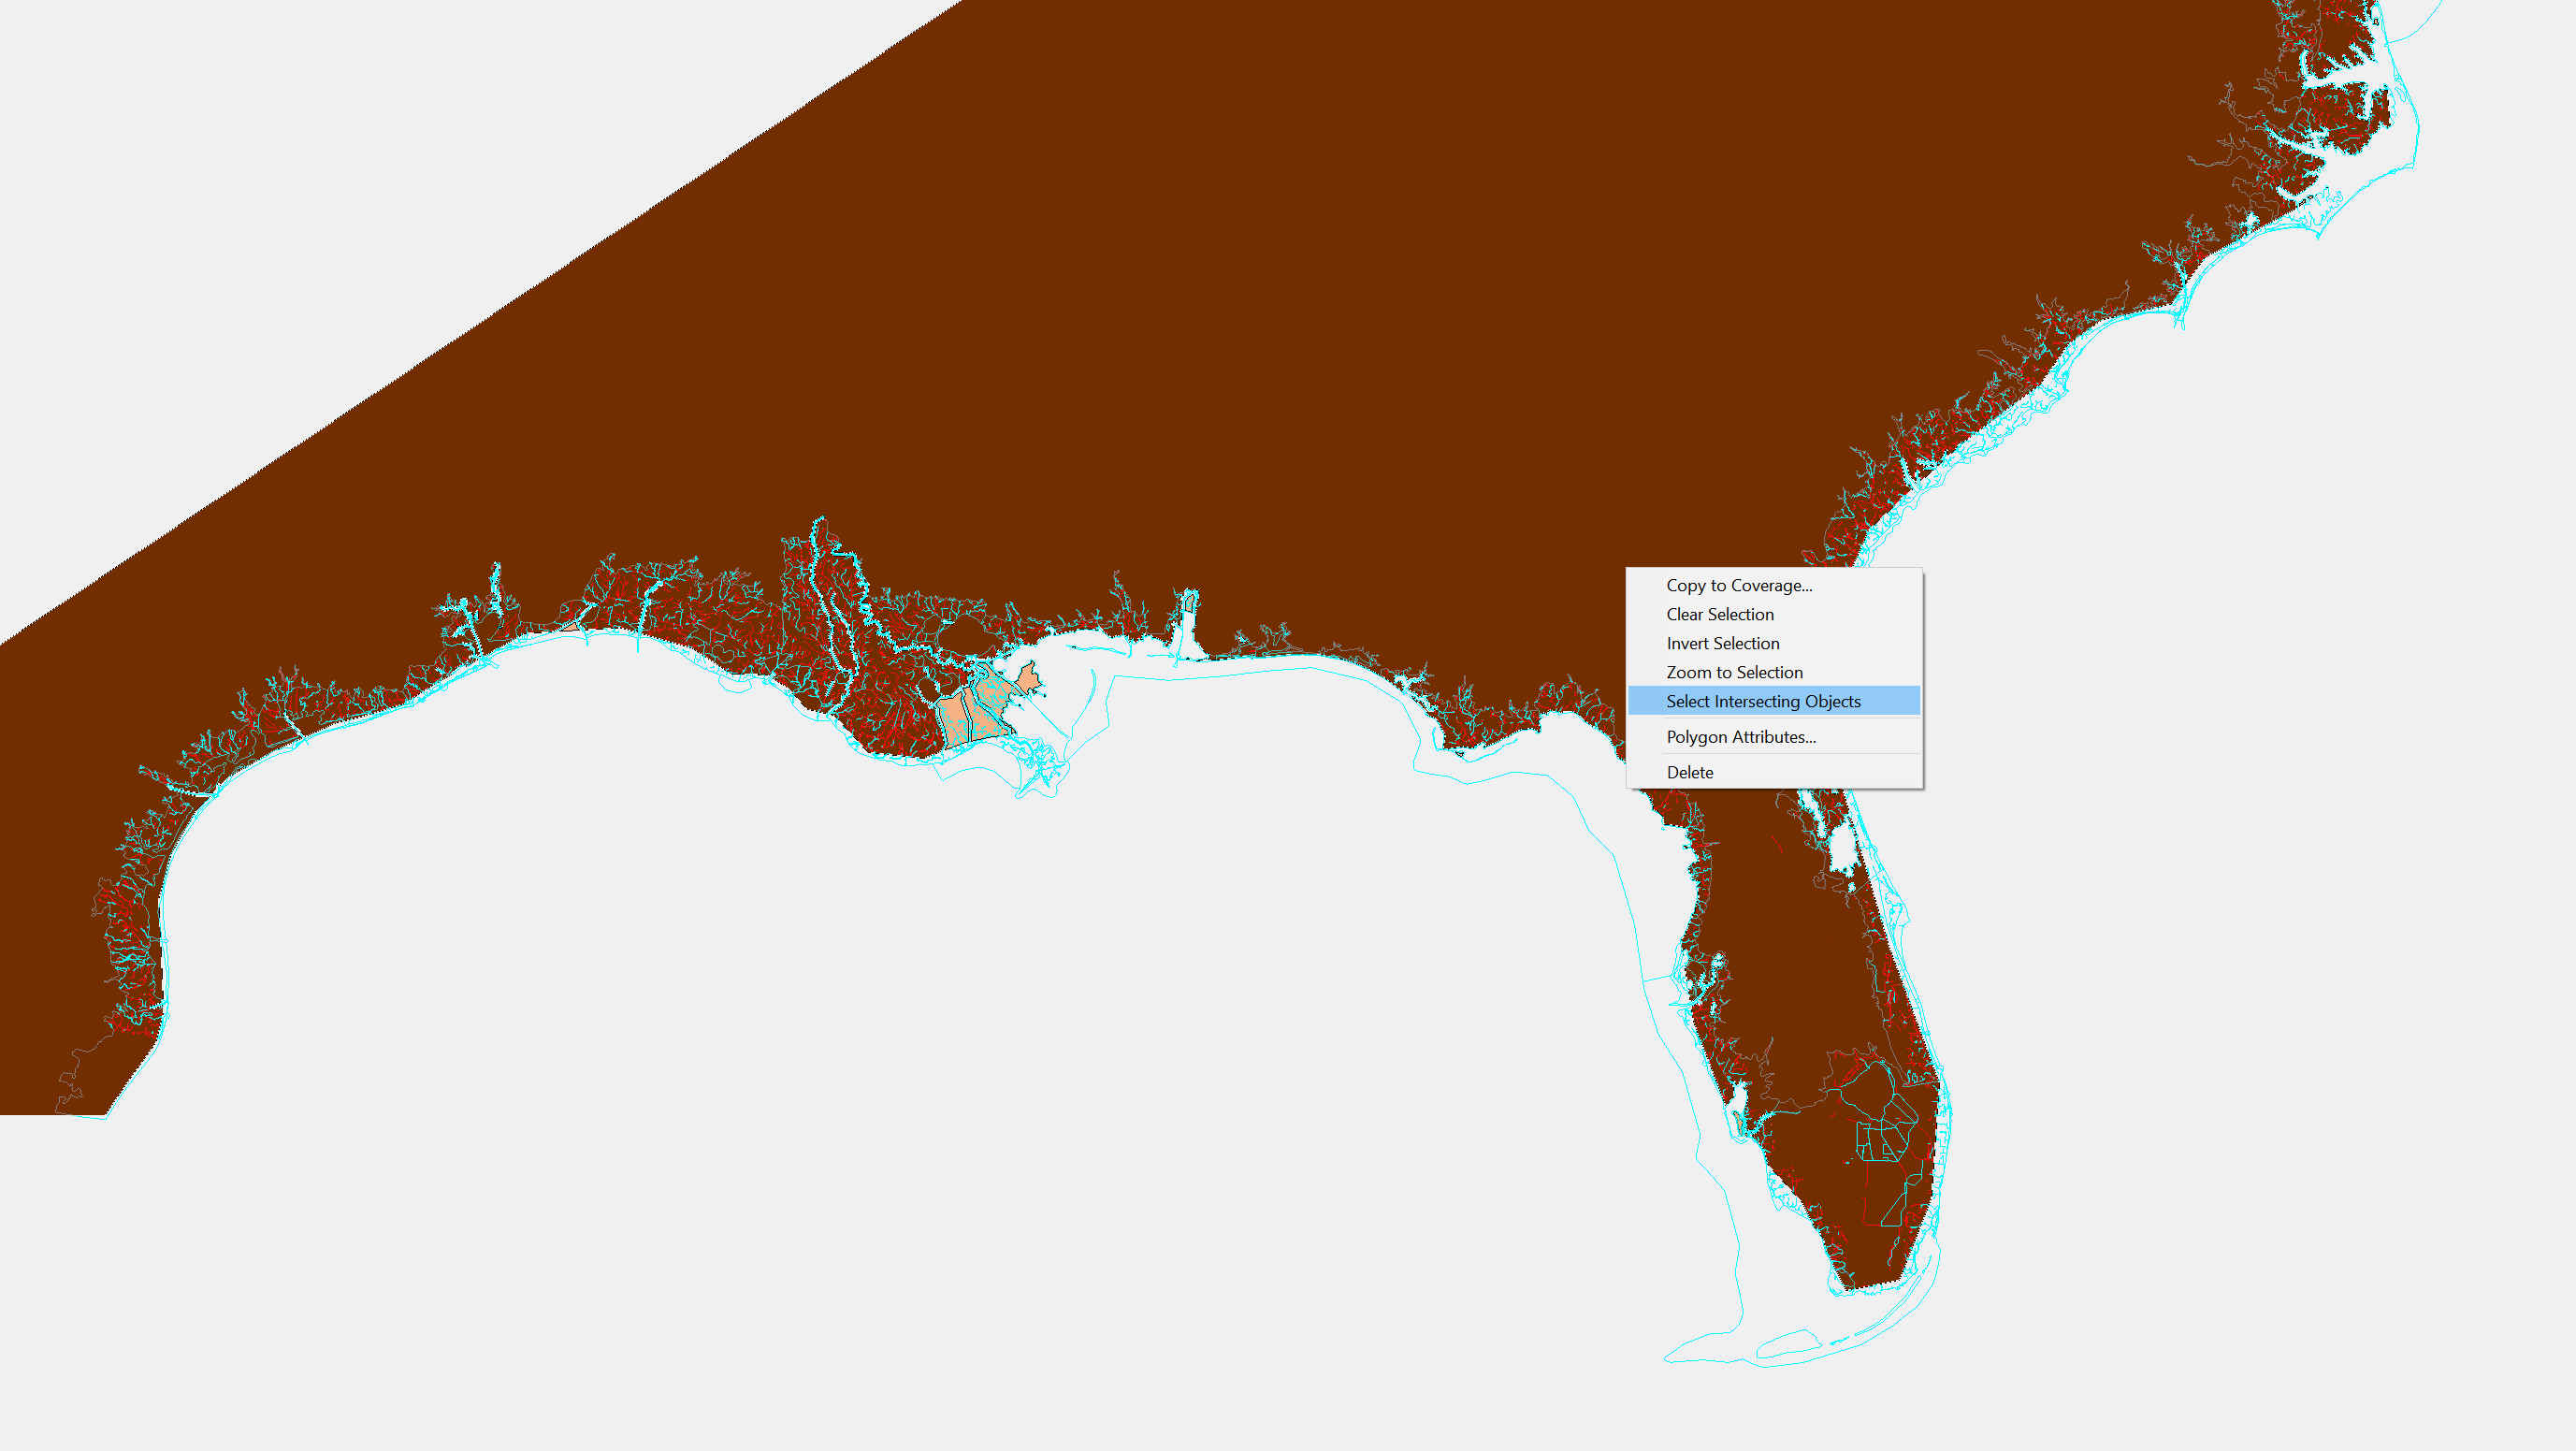 Copy to Coverage...
Clear Selection
Invert Selection
Zoom to Selection
Select Intersecting Objects
Polygon Attributes...
Delete